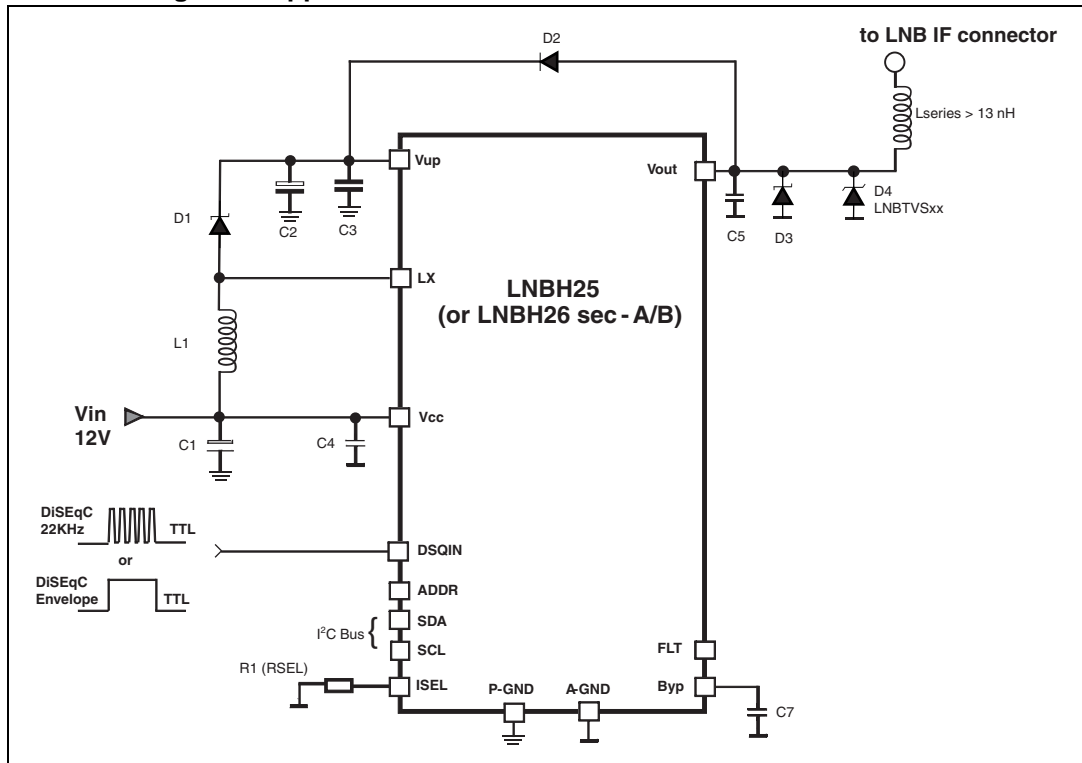 D2
to LNB IF connector
Lseries > 13 nH
Vup
Vout
D1
C2
C3
C5
D3
D4
LNBTVSxx
LX
LNBH25
(or LNBH26 sec - A/B)
L1
Vin
12V
Vcc
C1
C4
DiSEqC
22KHz
TTL
or
DiSEqC
Envelope
TTL
DSQIN
ADDR
I²C Bus {
SDA
SCL
FLT
R1 (RSEL)
ISEL
P-GND
A-GND
Byp
C7